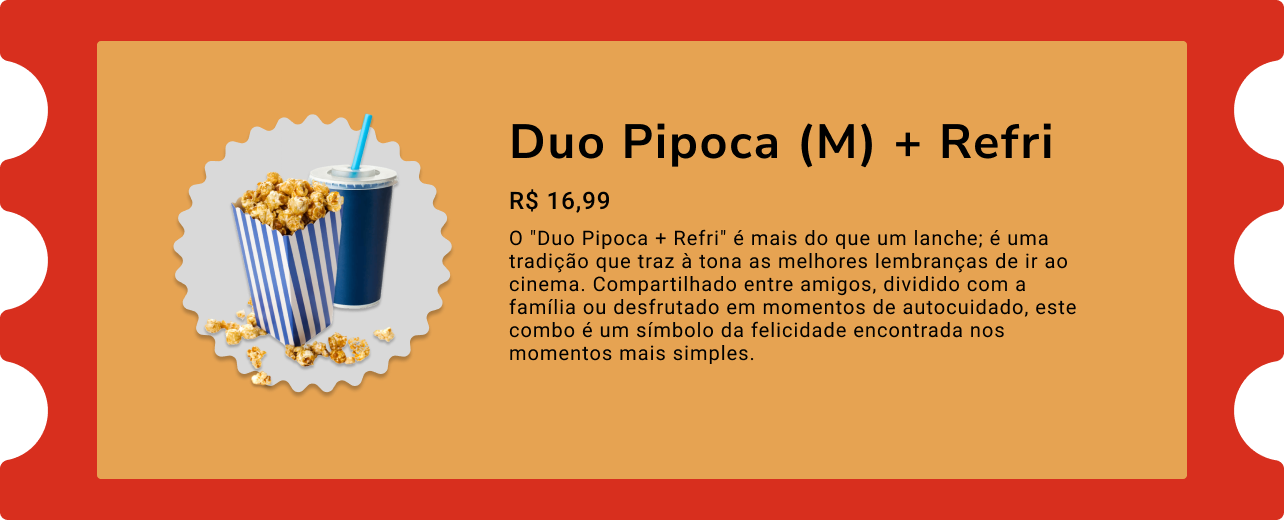 Duo Pipoca (M) + Refri
R$ 16,99
O "Duo Pipoca + Refri" é mais do que um lanche; é uma
tradição que traz à tona as melhores lembranças de ir ao
cinema. Compartilhado entre amigos, dividido com a
família ou desfrutado em momentos de autocuidado, este
combo é um símbolo da felicidade encontrada nos
momentos mais simples.